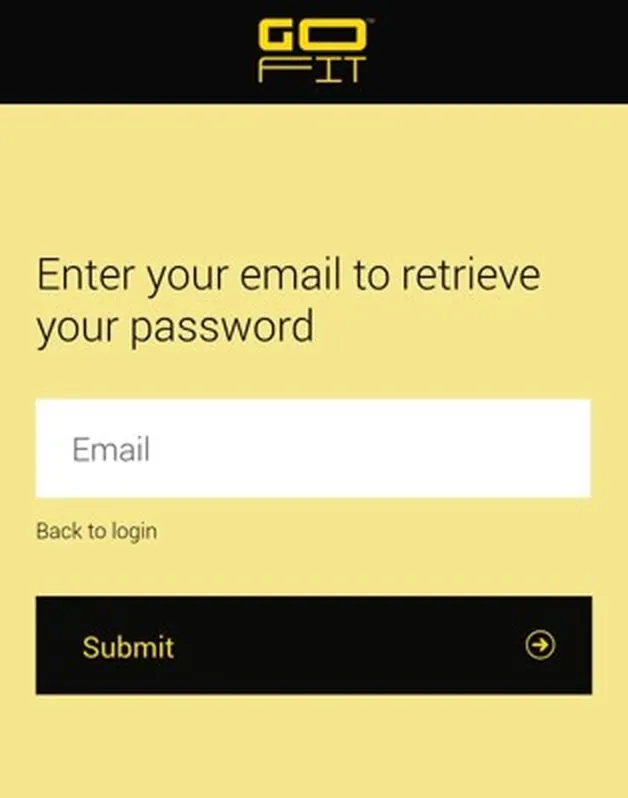 GO
FIT
Enter your email to retrieve
your password
Email
Back to login
Submit